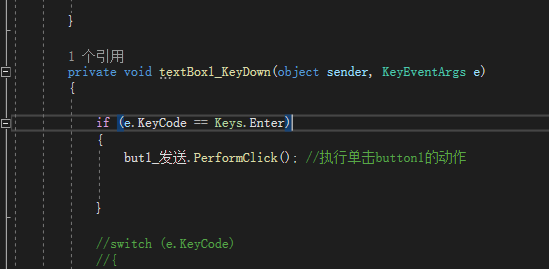 }
1 个引用
private void textBox1_KeyDown(object sender, KeyEventArgs e)
{
if (e.KeyCode == Keys.Enter)
{
but1_发送.PerformClick(); //执行单击button1的动作
}
//switch (e.KeyCode)
//{